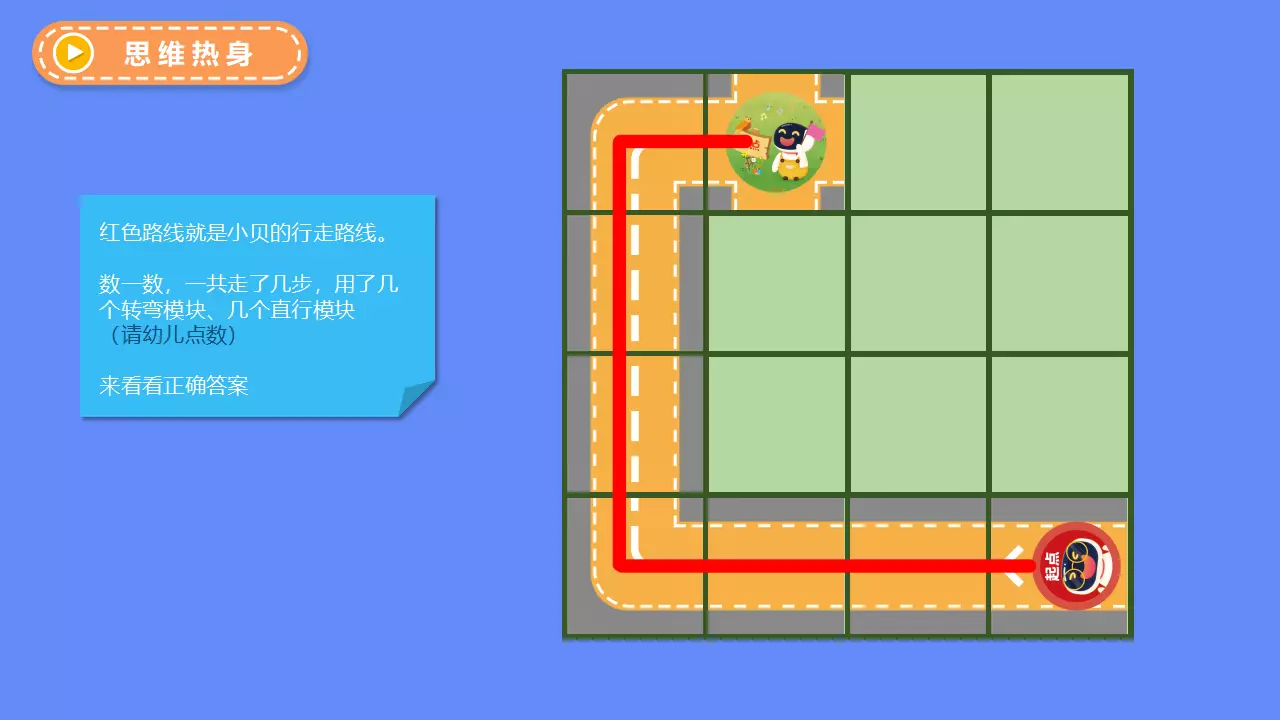 思维热身
红色路线就是小贝的行走路线。
数一数，一共走了几步，用了几
个转弯模块、几个直行模块
（请幼儿点数）
来看看正确答案
起点